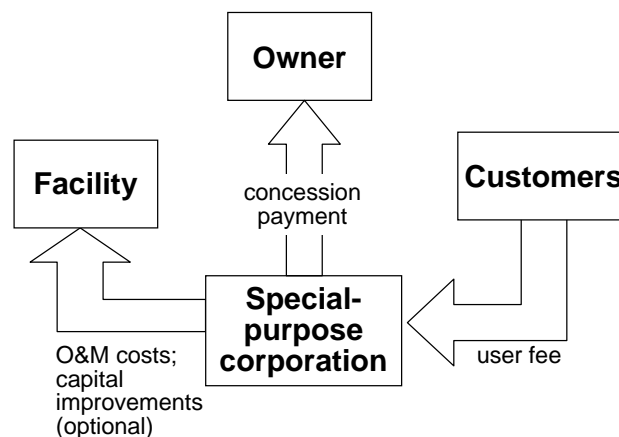 Owner
Facility
Customers
concession
payment
Special-
purpose
corporation
O&M costs;
capital
improvements
(optional)
user fee